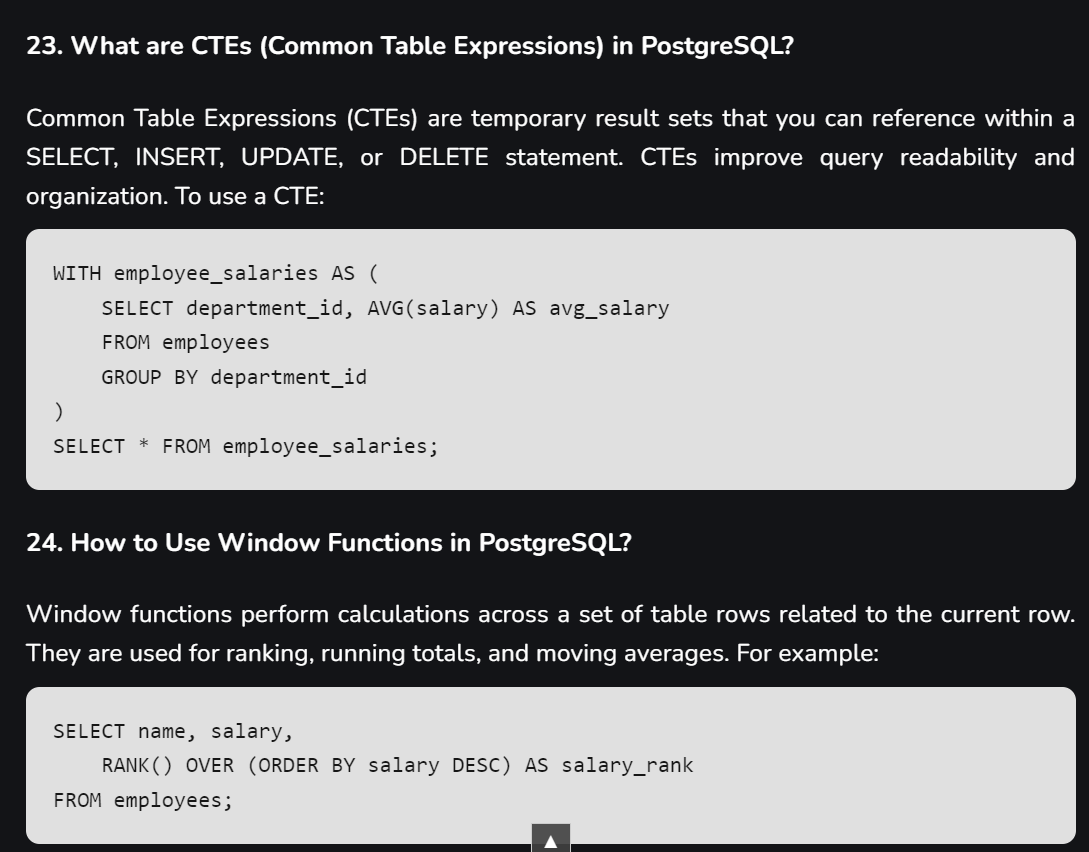 23. What are CTEs (Common Table Expressions) in PostgreSQL?
Common Table Expressions (CTEs) are temporary result sets that you can reference within a
SELECT, INSERT, UPDATE, or DELETE statement. CTEs improve query readability and
organization. To use a CTE:
WITH employee_salaries AS (
    SELECT department_id, AVG(salary) AS avg_salary
    FROM employees
    GROUP BY department_id
)
SELECT * FROM employee_salaries;
24. How to Use Window Functions in PostgreSQL?
Window functions perform calculations across a set of table rows related to the current row.
They are used for ranking, running totals, and moving averages. For example:
SELECT name, salary,
    RANK() OVER (ORDER BY salary DESC) AS salary_rank
FROM employees;